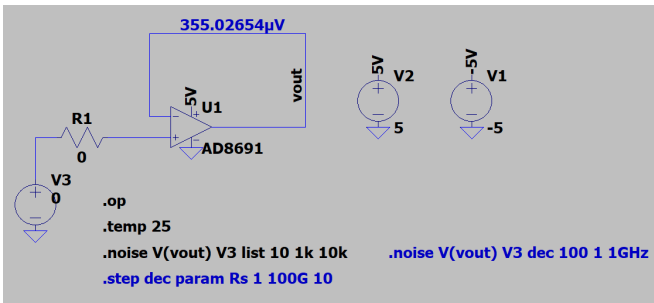 355.02654µV
5V
U1
vout
AD8691
R1
0
V3
0
5V
V2
5
-5V
V1
-5
.op
.temp 25
.noise V(vout) V3 list 10 1k 10k
.noise V(vout) V3 dec 100 1 1GHz
.step dec param Rs 1 100G 10